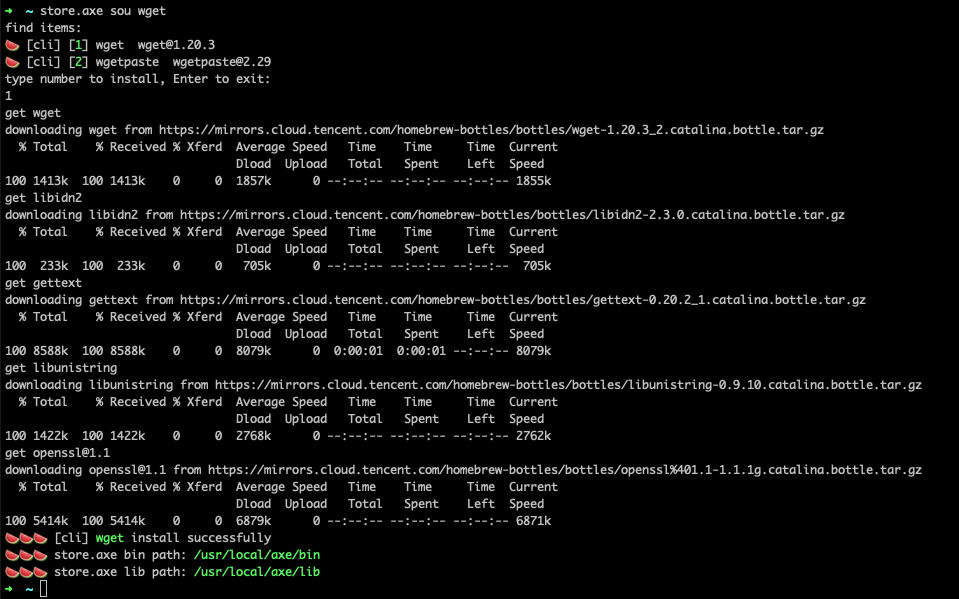 ➜ ~ store.axe sou wget
find items:
🍉 [cli] [1] wget  wget@1.20.3
🍉 [cli] [2] wgetpaste  wgetpaste@2.29
type number to install, Enter to exit:
1
get wget
downloading wget from https://mirrors.cloud.tencent.com/homebrew-bottles/bottles/wget-1.20.3_2.catalina.bottle.tar.gz
  % Total    % Received % Xferd  Average Speed   Time    Time     Time  Current
                                 Dload  Upload   Total   Spent    Left  Speed
100 1413k  100 1413k    0     0  1857k      0 --:--:-- --:--:-- --:--:-- 1855k
get libidn2
downloading libidn2 from https://mirrors.cloud.tencent.com/homebrew-bottles/bottles/libidn2-2.3.0.catalina.bottle.tar.gz
  % Total    % Received % Xferd  Average Speed   Time    Time     Time  Current
                                 Dload  Upload   Total   Spent    Left  Speed
100  233k  100  233k    0     0   705k      0 --:--:-- --:--:-- --:--:--  705k
get gettext
downloading gettext from https://mirrors.cloud.tencent.com/homebrew-bottles/bottles/gettext-0.20.2_1.catalina.bottle.tar.gz
  % Total    % Received % Xferd  Average Speed   Time    Time     Time  Current
                                 Dload  Upload   Total   Spent    Left  Speed
100 8588k  100 8588k    0     0  8079k      0  0:00:01  0:00:01 --:--:-- 8079k
get libunistring
downloading libunistring from https://mirrors.cloud.tencent.com/homebrew-bottles/bottles/libunistring-0.9.10.catalina.bottle.tar.gz
  % Total    % Received % Xferd  Average Speed   Time    Time     Time  Current
                                 Dload  Upload   Total   Spent    Left  Speed
100 1422k  100 1422k    0     0  2768k      0 --:--:-- --:--:-- --:--:-- 2762k
get openssl@1.1
downloading openssl@1.1 from https://mirrors.cloud.tencent.com/homebrew-bottles/bottles/openssl%401.1-1.1.1g.catalina.bottle.tar.gz
  % Total    % Received % Xferd  Average Speed   Time    Time     Time  Current
                                 Dload  Upload   Total   Spent    Left  Speed
100 5414k  100 5414k    0     0  6879k      0 --:--:-- --:--:-- --:--:-- 6871k
🍉🍉🍉 [cli] wget install successfully
🍉🍉🍉 store.axe bin path: /usr/local/axe/bin
🍉🍉🍉 store.axe lib path: /usr/local/axe/lib
➜ ~